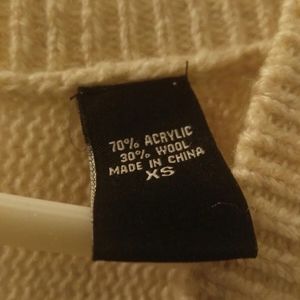 70% ACRYLIC
30% WOOL
MADE IN CHINA
XS